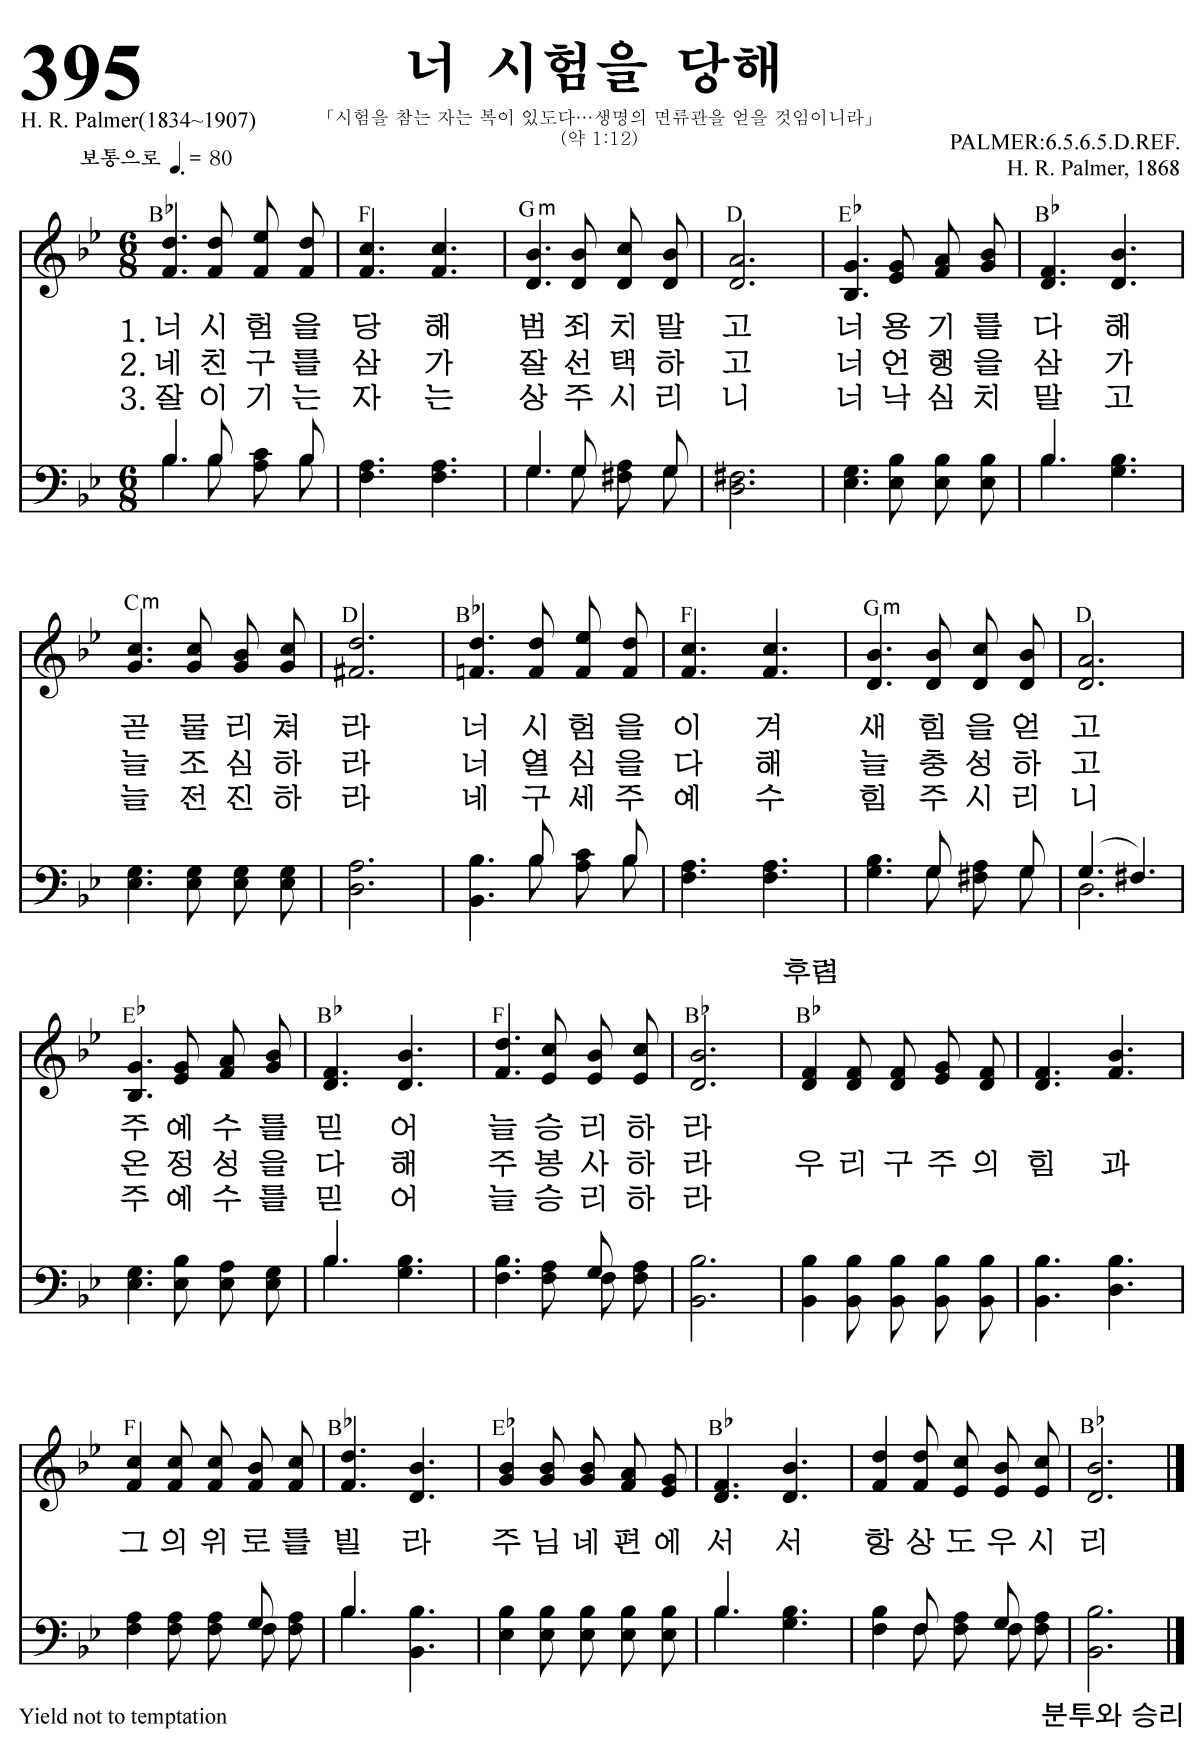 395
너 시험을 당해
H. R. Palmer(1834~1907)
「시험을 참는 자는 복이 있도다…생명의 면류관을 얻을 것임이니라」
(약 1:12)
보통으로 ♩. = 80
PALMER:6.5.6.5.D.REF.
H. R. Palmer, 1868
B♭ F Gm D E♭ B♭
1. 너 시 험 을 당 해 범 죄 치 말 고 너 용 기 를 다 해
2. 네 친 구 를 삼 가 잘 선 택 하 고 너 언 행 을 삼 가
3. 잘 이 기 는 자 는 상 주 시 리 니 너 낙 심 치 말 고
Cm D B♭ F Gm D
곧 물 리 쳐 라 너 시 험 을 이 겨 새 힘 을 얻 고
늘 조 심 하 라 너 열 심 을 다 해 늘 충 성 하 고
늘 전 진 하 라 네 구 세 주 예 수 힘 주 시 리 니
후렴
E♭ B♭ F B♭ B♭
주 예 수 를 믿 어 늘 승 리 하 라
온 정 성 을 다 해 주 봉 사 하 라 우 리 구 주 의 힘 과
주 예 수 를 믿 어 늘 승 리 하 라
F B♭ E♭ B♭ B♭
그 의 위 로 를 빌 라 주 님 네 편 에 서 서 항 상 도 우 시 리
Yield not to temptation
분투와 승리